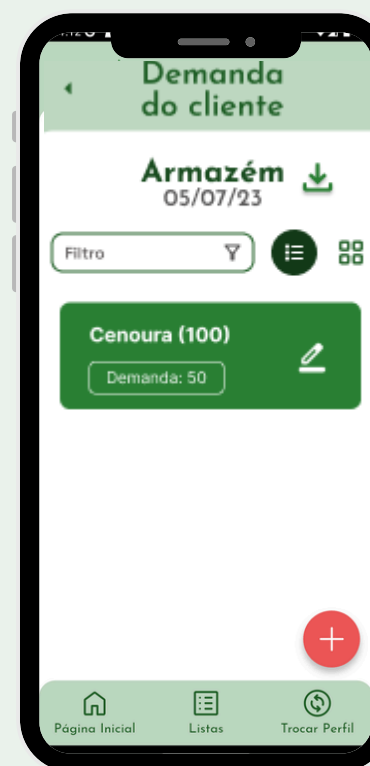 Demanda
do cliente
Armazém
05/07/23
Filtro
Cenoura (100)
Demanda: 50
Página Inicial
Listas
Trocar Perfil